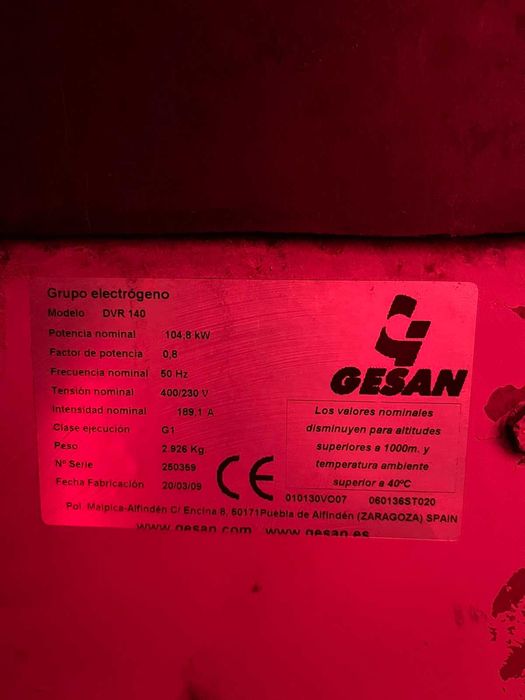 Grupo electrógeno
Modelo DVR 140
Potencia nominal 104,8 kW
Factor de potencia 0,8
Frecuencia nominal 50 Hz
Tensión nominal 400/230 V
Intensidad nominal 189,1 A
Clase ejecución G1
Peso 2.926 Kg.
Nº Serie 250369
Fecha Fabricación 20/03/09
CE
GESAN
Los valores nominales
disminuyen para altitudes
superiores a 1000m. y
temperatura ambiente
superior a 40ºC
010130VC07 060136ST020
Pol. Malpica-Alfindén C/ Encina 8, 50171Puebla de Alfindén (ZARAGOZA) SPAIN
www.gesan.com www.gesan.es